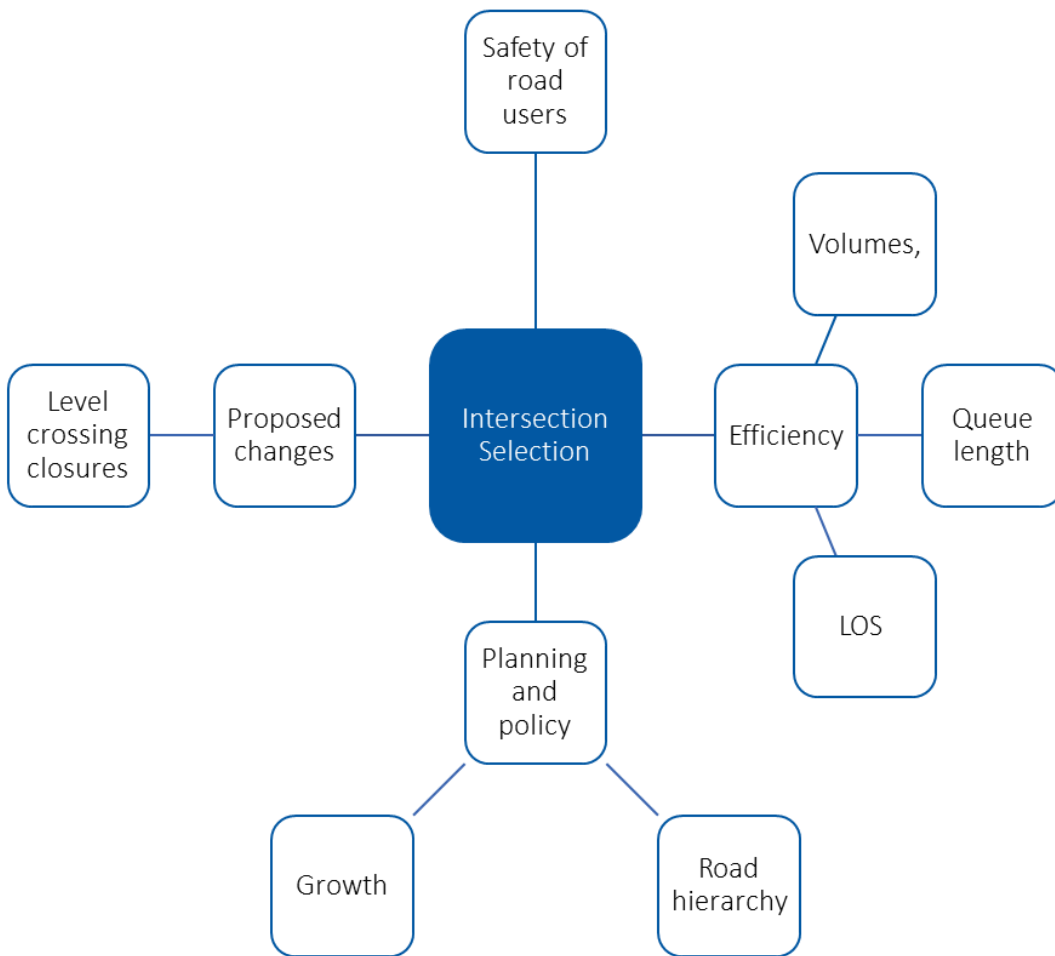 Safety of
road
users
Volumes,
Level
crossing
closures
Proposed
changes
Intersection
Selection
Efficiency
Queue
length
LOS
Planning
and
policy
Growth
Road
hierarchy